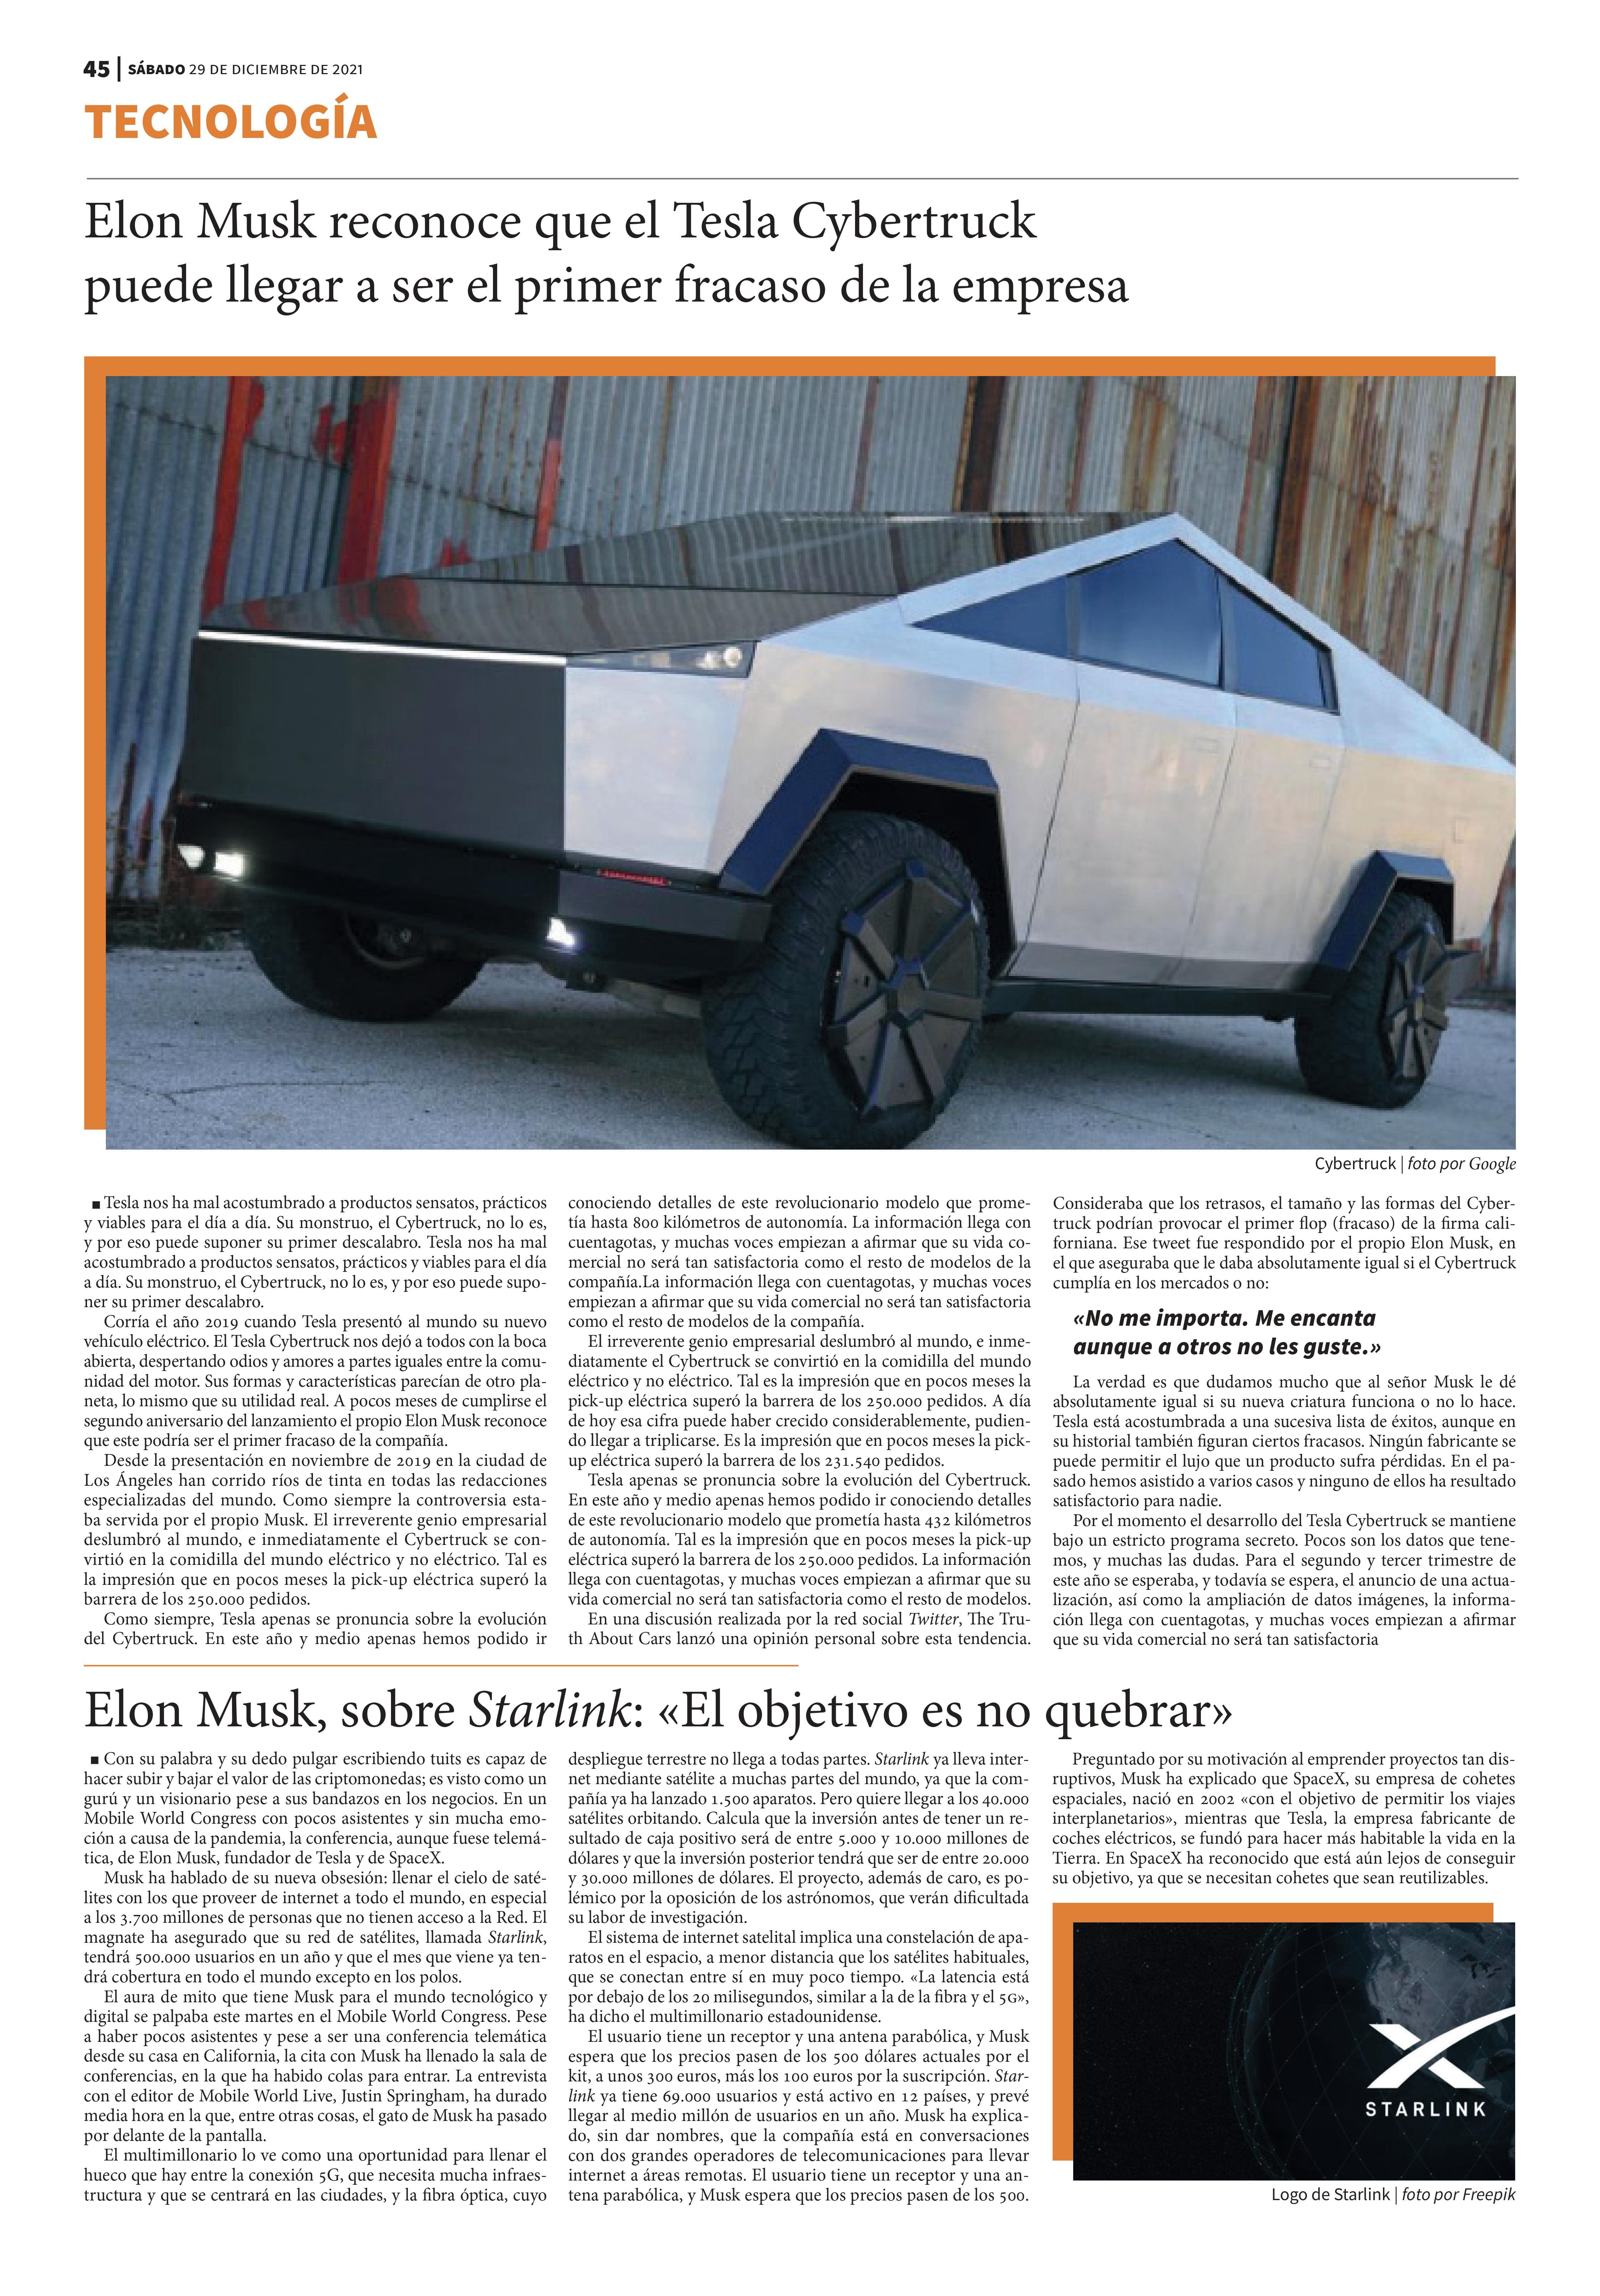 45 | SÁBADO 29 DE DICIEMBRE DE 2021
TECNOLOGÍA
Elon Musk reconoce que el Tesla Cybertruck
puede llegar a ser el primer fracaso de la empresa
Cybertruck | foto por Google
▪ Tesla nos ha mal acostumbrado a productos sensatos, prácticos
y viables para el día a día. Su monstruo, el Cybertruck, no lo es,
y por eso puede suponer su primer descalabro. Tesla nos ha mal
acostumbrado a productos sensatos, prácticos y viables para el día
a día. Su monstruo, el Cybertruck, no lo es, y por eso puede supo-
ner su primer descalabro.
Corría el año 2019 cuando Tesla presentó al mundo su nuevo
vehículo eléctrico. El Tesla Cybertruck nos dejó a todos con la boca
abierta, despertando odios y amores a partes iguales entre la comu-
nidad del motor. Sus formas y características parecían de otro pla-
neta, lo mismo que su utilidad real. A pocos meses de cumplirse el
segundo aniversario del lanzamiento el propio Elon Musk reconoce
que este podría ser el primer fracaso de la compañía.
Desde la presentación en noviembre de 2019 en la ciudad de
Los Ángeles han corrido ríos de tinta en todas las redacciones
especializadas del mundo. Como siempre la controversia esta-
ba servida por el propio Musk. El irreverente genio empresarial
deslumbró al mundo, e inmediatamente el Cybertruck se con-
virtió en la comidilla del mundo eléctrico y no eléctrico. Tal es
la impresión que en pocos meses la pick-up eléctrica superó la
barrera de los 250.000 pedidos.
Como siempre, Tesla apenas se pronuncia sobre la evolución
del Cybertruck. En este año y medio apenas hemos podido ir
conociendo detalles de este revolucionario modelo que prome-
tía hasta 800 kilómetros de autonomía. La información llega con
cuentagotas, y muchas voces empiezan a afirmar que su vida co-
mercial no será tan satisfactoria como el resto de modelos de la
compañía.La información llega con cuentagotas, y muchas voces
empiezan a afirmar que su vida comercial no será tan satisfactoria
como el resto de modelos de la compañía.
El irreverente genio empresarial deslumbró al mundo, e inme-
diatamente el Cybertruck se convirtió en la comidilla del mundo
eléctrico y no eléctrico. Tal es la impresión que en pocos meses la
pick-up eléctrica superó la barrera de los 250.000 pedidos. A día
de hoy esa cifra puede haber crecido considerablemente, pudien-
do llegar a triplicarse. Es la impresión que en pocos meses la pick-
up eléctrica superó la barrera de los 231.540 pedidos.
Tesla apenas se pronuncia sobre la evolución del Cybertruck.
En este año y medio apenas hemos podido ir conociendo detalles
de este revolucionario modelo que prometía hasta 432 kilómetros
de autonomía. Tal es la impresión que en pocos meses la pick-up
eléctrica superó la barrera de los 250.000 pedidos. La información
llega con cuentagotas, y muchas voces empiezan a afirmar que su
vida comercial no será tan satisfactoria como el resto de modelos.
En una discusión realizada por la red social Twitter, The Tru-
th About Cars lanzó una opinión personal sobre esta tendencia.
Consideraba que los retrasos, el tamaño y las formas del Cyber-
truck podrían provocar el primer flop (fracaso) de la firma cali-
forniana. Ese tweet fue respondido por el propio Elon Musk, en
el que aseguraba que le daba absolutamente igual si el Cybertruck
cumplía en los mercados o no:
«No me importa. Me encanta
aunque a otros no les guste.»
La verdad es que dudamos mucho que al señor Musk le dé
absolutamente igual si su nueva criatura funciona o no lo hace.
Tesla está acostumbrada a una sucesiva lista de éxitos, aunque en
su historial también figuran ciertos fracasos. Ningún fabricante se
puede permitir el lujo que un producto sufra pérdidas. En el pa-
sado hemos asistido a varios casos y ninguno de ellos ha resultado
satisfactorio para nadie.
Por el momento el desarrollo del Tesla Cybertruck se mantiene
bajo un estricto programa secreto. Pocos son los datos que tene-
mos, y muchas las dudas. Para el segundo y tercer trimestre de
este año se esperaba, y todavía se espera, el anuncio de una actua-
lización, así como la ampliación de datos imágenes, la informa-
ción llega con cuentagotas, y muchas voces empiezan a afirmar
que su vida comercial no será tan satisfactoria
Elon Musk, sobre Starlink: «El objetivo es no quebrar»
▪ Con su palabra y su dedo pulgar escribiendo tuits es capaz de
hacer subir y bajar el valor de las criptomonedas; es visto como un
gurú y un visionario pese a sus bandazos en los negocios. En un
Mobile World Congress con pocos asistentes y sin mucha emo-
ción a causa de la pandemia, la conferencia, aunque fuese telemá-
tica, de Elon Musk, fundador de Tesla y de SpaceX.
Musk ha hablado de su nueva obsesión: llenar el cielo de saté-
lites con los que proveer de internet a todo el mundo, en especial
a los 3.700 millones de personas que no tienen acceso a la Red. El
magnate ha asegurado que su red de satélites, llamada Starlink,
tendrá 500.000 usuarios en un año y que el mes que viene ya ten-
drá cobertura en todo el mundo excepto en los polos.
El aura de mito que tiene Musk para el mundo tecnológico y
digital se palpaba este martes en el Mobile World Congress. Pese
a haber pocos asistentes y pese a ser una conferencia telemática
desde su casa en California, la cita con Musk ha llenado la sala de
conferencias, en la que ha habido colas para entrar. La entrevista
con el editor de Mobile World Live, Justin Springham, ha durado
media hora en la que, entre otras cosas, el gato de Musk ha pasado
por delante de la pantalla.
El multimillonario lo ve como una oportunidad para llenar el
hueco que hay entre la conexión 5G, que necesita mucha infraes-
tructura y que se centrará en las ciudades, y la fibra óptica, cuyo
despliegue terrestre no llega a todas partes. Starlink ya lleva inter-
net mediante satélite a muchas partes del mundo, ya que la com-
pañía ya ha lanzado 1.500 aparatos. Pero quiere llegar a los 40.000
satélites orbitando. Calcula que la inversión antes de tener un re-
sultado de caja positivo será de entre 5.000 y 10.000 millones de
dólares y que la inversión posterior tendrá que ser de entre 20.000
y 30.000 millones de dólares. El proyecto, además de caro, es po-
lémico por la oposición de los astrónomos, que verán dificultada
su labor de investigación.
El sistema de internet satelital implica una constelación de apa-
ratos en el espacio, a menor distancia que los satélites habituales,
que se conectan entre sí en muy poco tiempo. «La latencia está
por debajo de los 20 milisegundos, similar a la de la fibra y el 5G»,
ha dicho el multimillonario estadounidense.
El usuario tiene un receptor y una antena parabólica, y Musk
espera que los precios pasen de los 500 dólares actuales por el
kit, a unos 300 euros, más los 100 euros por la suscripción. Star-
link ya tiene 69.000 usuarios y está activo en 12 países, y prevé
llegar al medio millón de usuarios en un año. Musk ha explica-
do, sin dar nombres, que la compañía está en conversaciones
con dos grandes operadores de telecomunicaciones para llevar
internet a áreas remotas. El usuario tiene un receptor y una an-
tena parabólica, y Musk espera que los precios pasen de los 500.
Preguntado por su motivación al emprender proyectos tan dis-
ruptivos, Musk ha explicado que SpaceX, su empresa de cohetes
espaciales, nació en 2002 «con el objetivo de permitir los viajes
interplanetarios», mientras que Tesla, la empresa fabricante de
coches eléctricos, se fundó para hacer más habitable la vida en la
Tierra. En SpaceX ha reconocido que está aún lejos de conseguir
su objetivo, ya que se necesitan cohetes que sean reutilizables.
STARLINK
Logo de Starlink | foto por Freepik